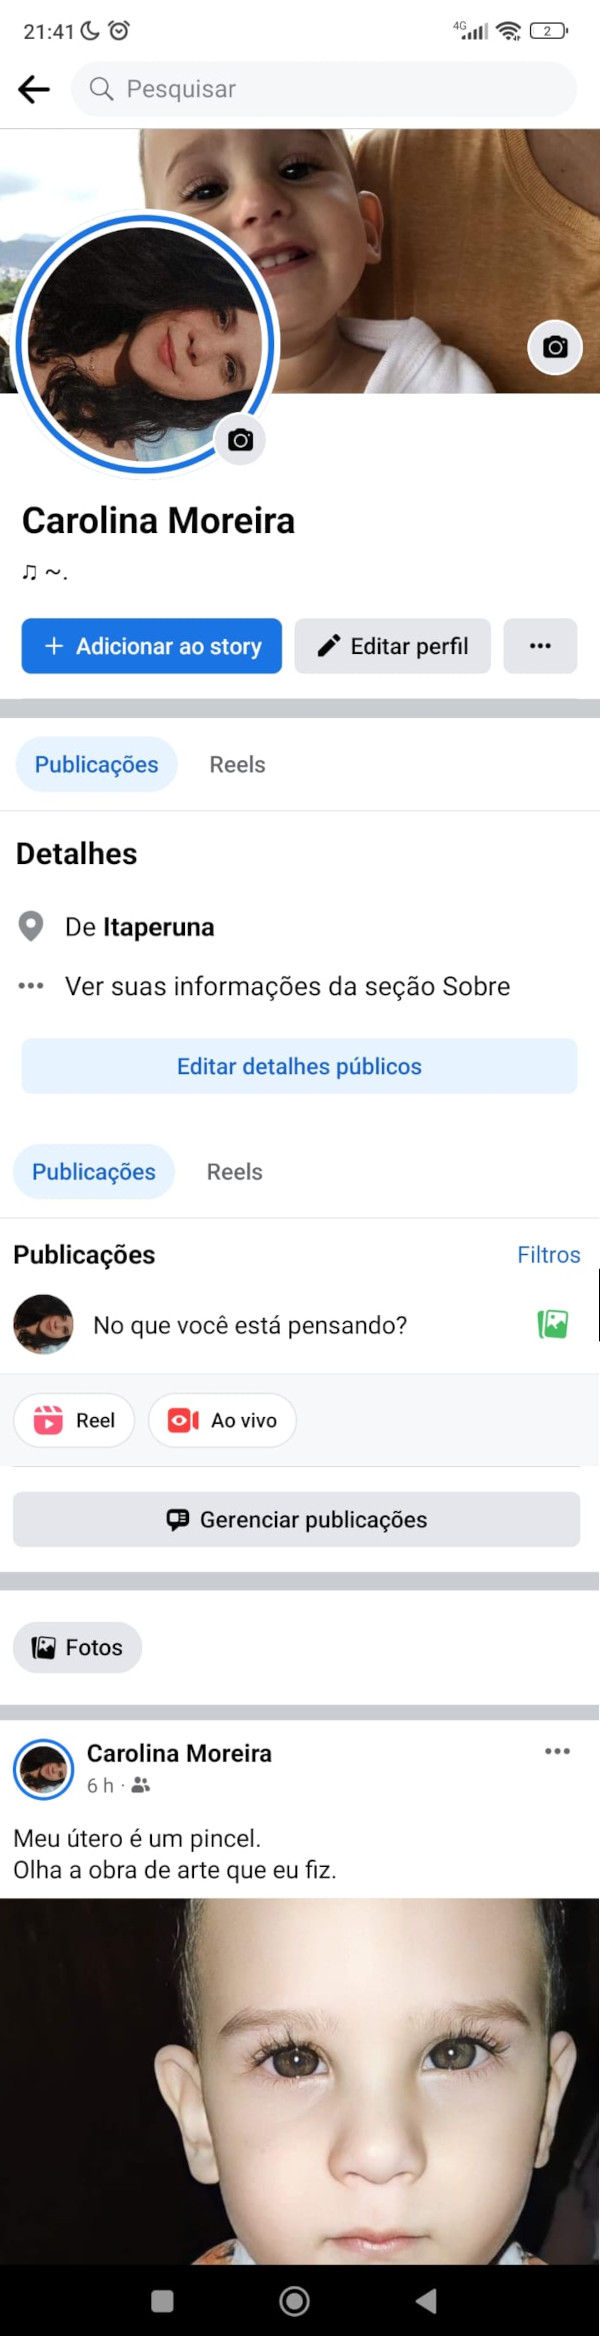 21:41
4G
2
Pesquisar
Carolina Moreira
♫ ~.
+ Adicionar ao story
Editar perfil
Publicações
Reels
Detalhes
De Itaperuna
Ver suas informações da seção Sobre
Editar detalhes públicos
Publicações
Reels
Publicações
Filtros
No que você está pensando?
Reel
Ao vivo
Gerenciar publicações
Fotos
Carolina Moreira
6 h ·
Meu útero é um pincel.
Olha a obra de arte que eu fiz.